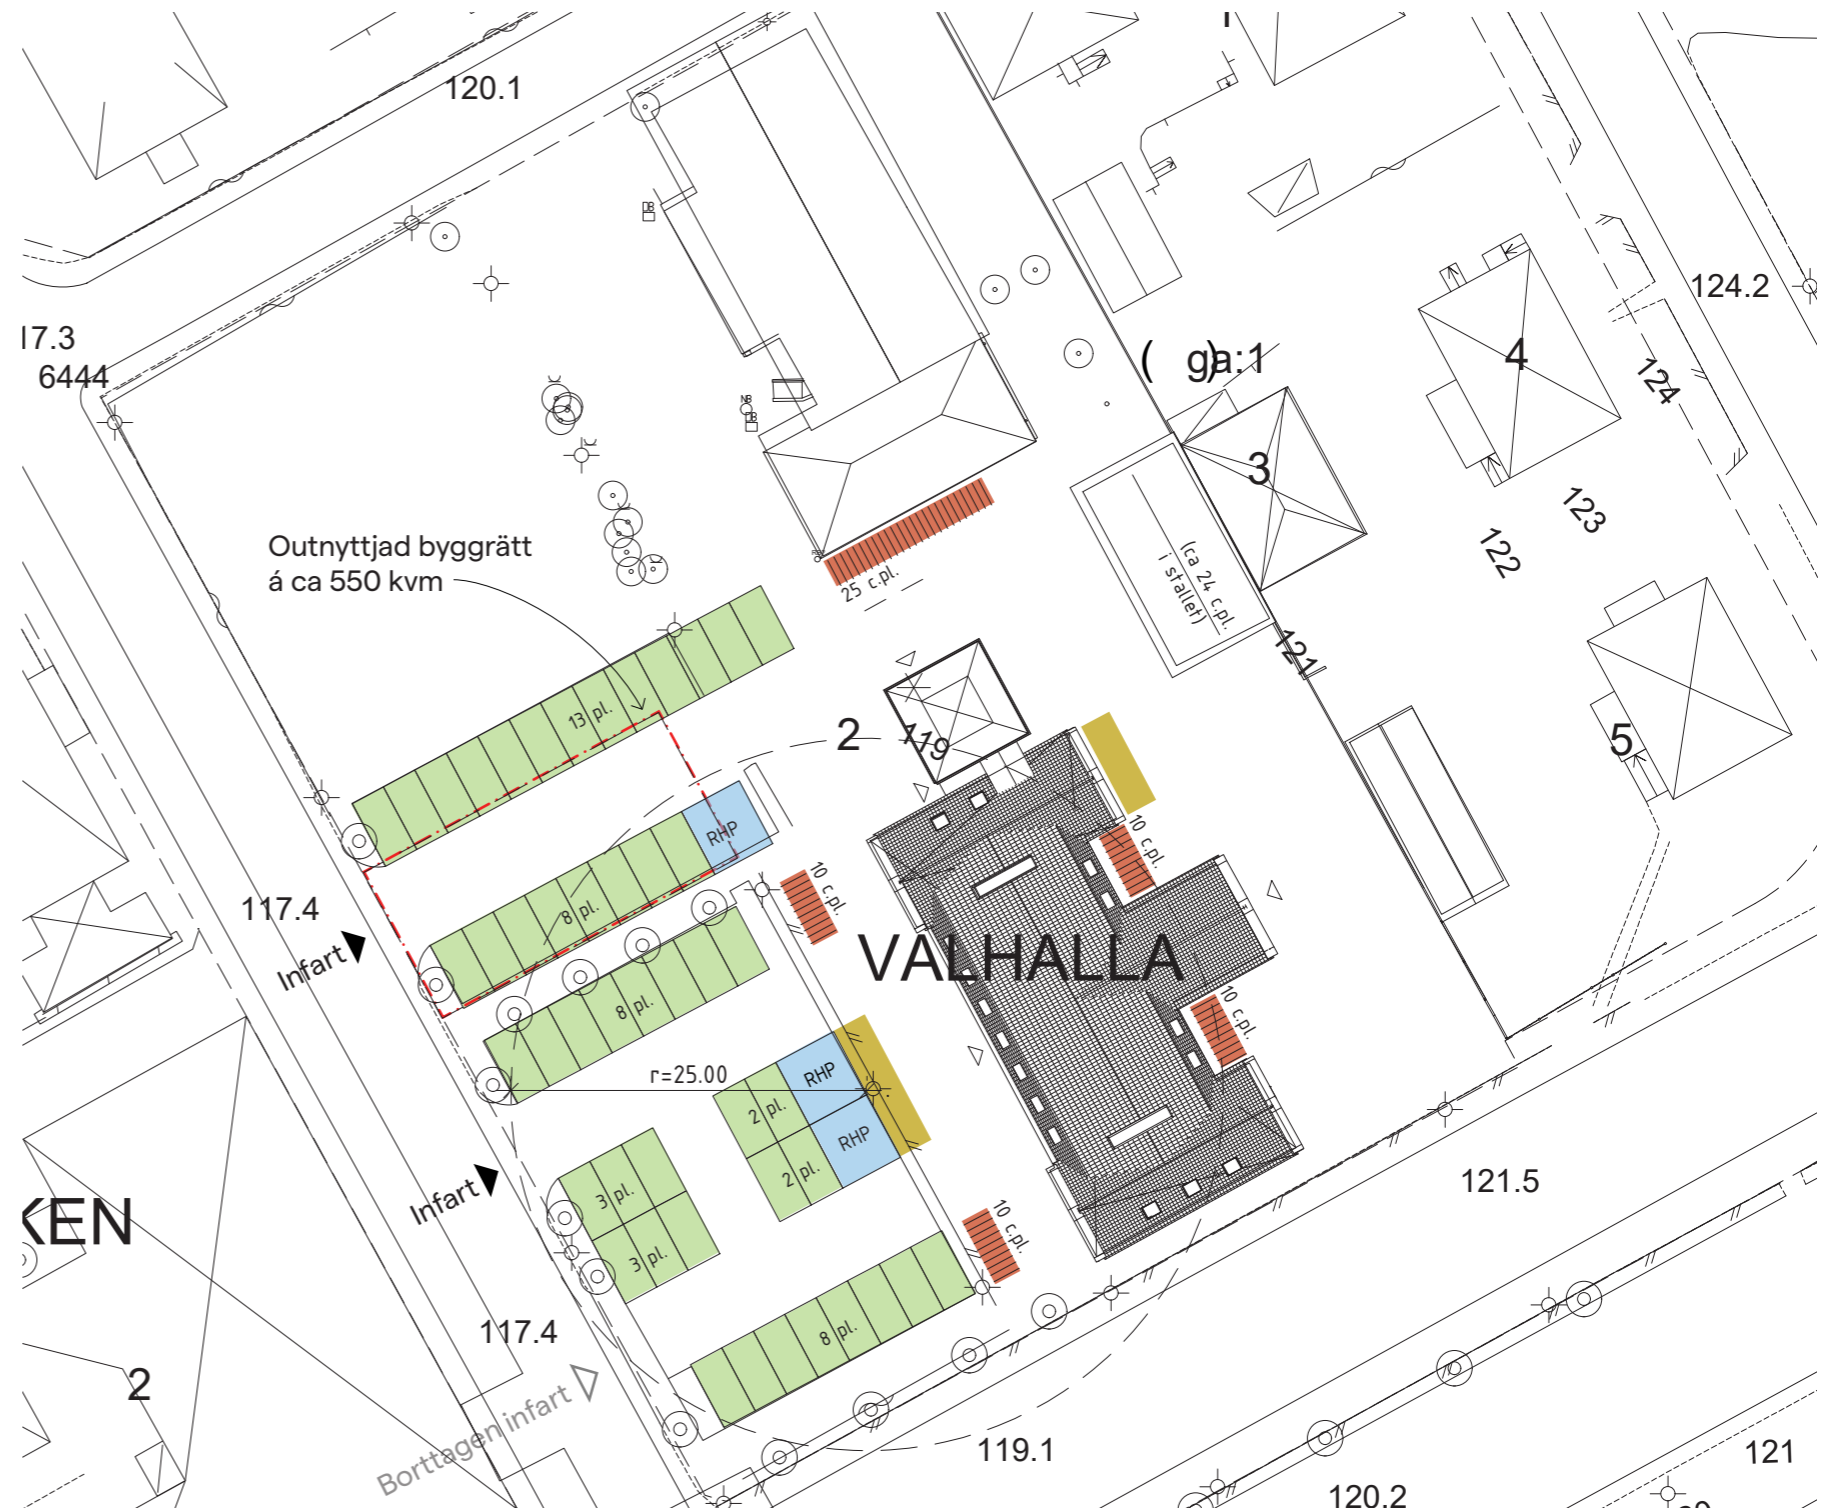 120.1
124.2
6444
( ga:1 )
4
124
3
Outnyttjad byggrätt
á ca 550 kvm
25 c.pl.
(ca 24 c.pl.
i stallet)
123
122
121
13 pl.
2
119
5
RHP
10 c.pl.
8 pl.
10 c.pl.
117.4
Infart
VALHALLA
8 pl.
10 c.pl.
r=25.00
RHP
2 pl.
RHP
2 pl.
Infart
3 pl.
3 pl.
121.5
KEN
10 c.pl.
8 pl.
117.4
2
Borttagen infart
119.1
121
120.2